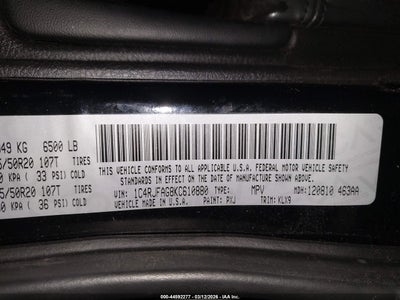 49 KG 6500 LB
/50R20 107T TIRES
KPA ( 33 PSI) COLD
5/50R20 107T TIRES
0 KPA ( 36 PSI) COLD
THIS VEHICLE CONFORMS TO ALL APPLICABLE U.S.A.
FEDERAL MOTOR VEHICLE SAFETY
STANDARDS IN EFFECT ON THE DATE OF
MANUFACTURE SHOWN ABOVE.
VIN: 1C4RJFAG8KC610880 TYPE: MPV MDH:120810 463AA
VEHICLE MADE IN U.S.A. PAINT: PXJ TRIM: KLX9
ID: 44592277 - 03/12/2026 - IAA Inc.